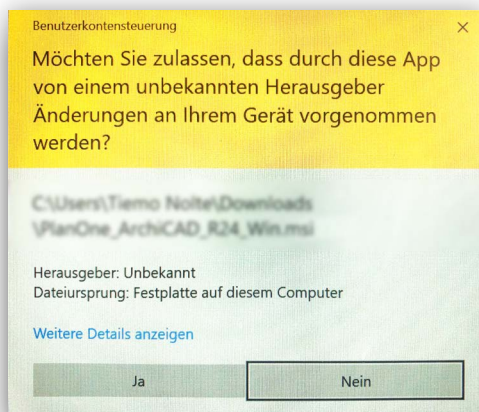 Benutzerkontensteuerung
Möchten Sie zulassen, dass durch diese App
von einem unbekannten Herausgeber
Änderungen an Ihrem Gerät vorgenommen
werden?
C:\Users\Tiemo Nolte\Downloads
\PlanOne_ArchiCAD_R24_Win.msi
Herausgeber: Unbekannt
Dateiursprung: Festplatte auf diesem Computer
Weitere Details anzeigen
Ja
Nein